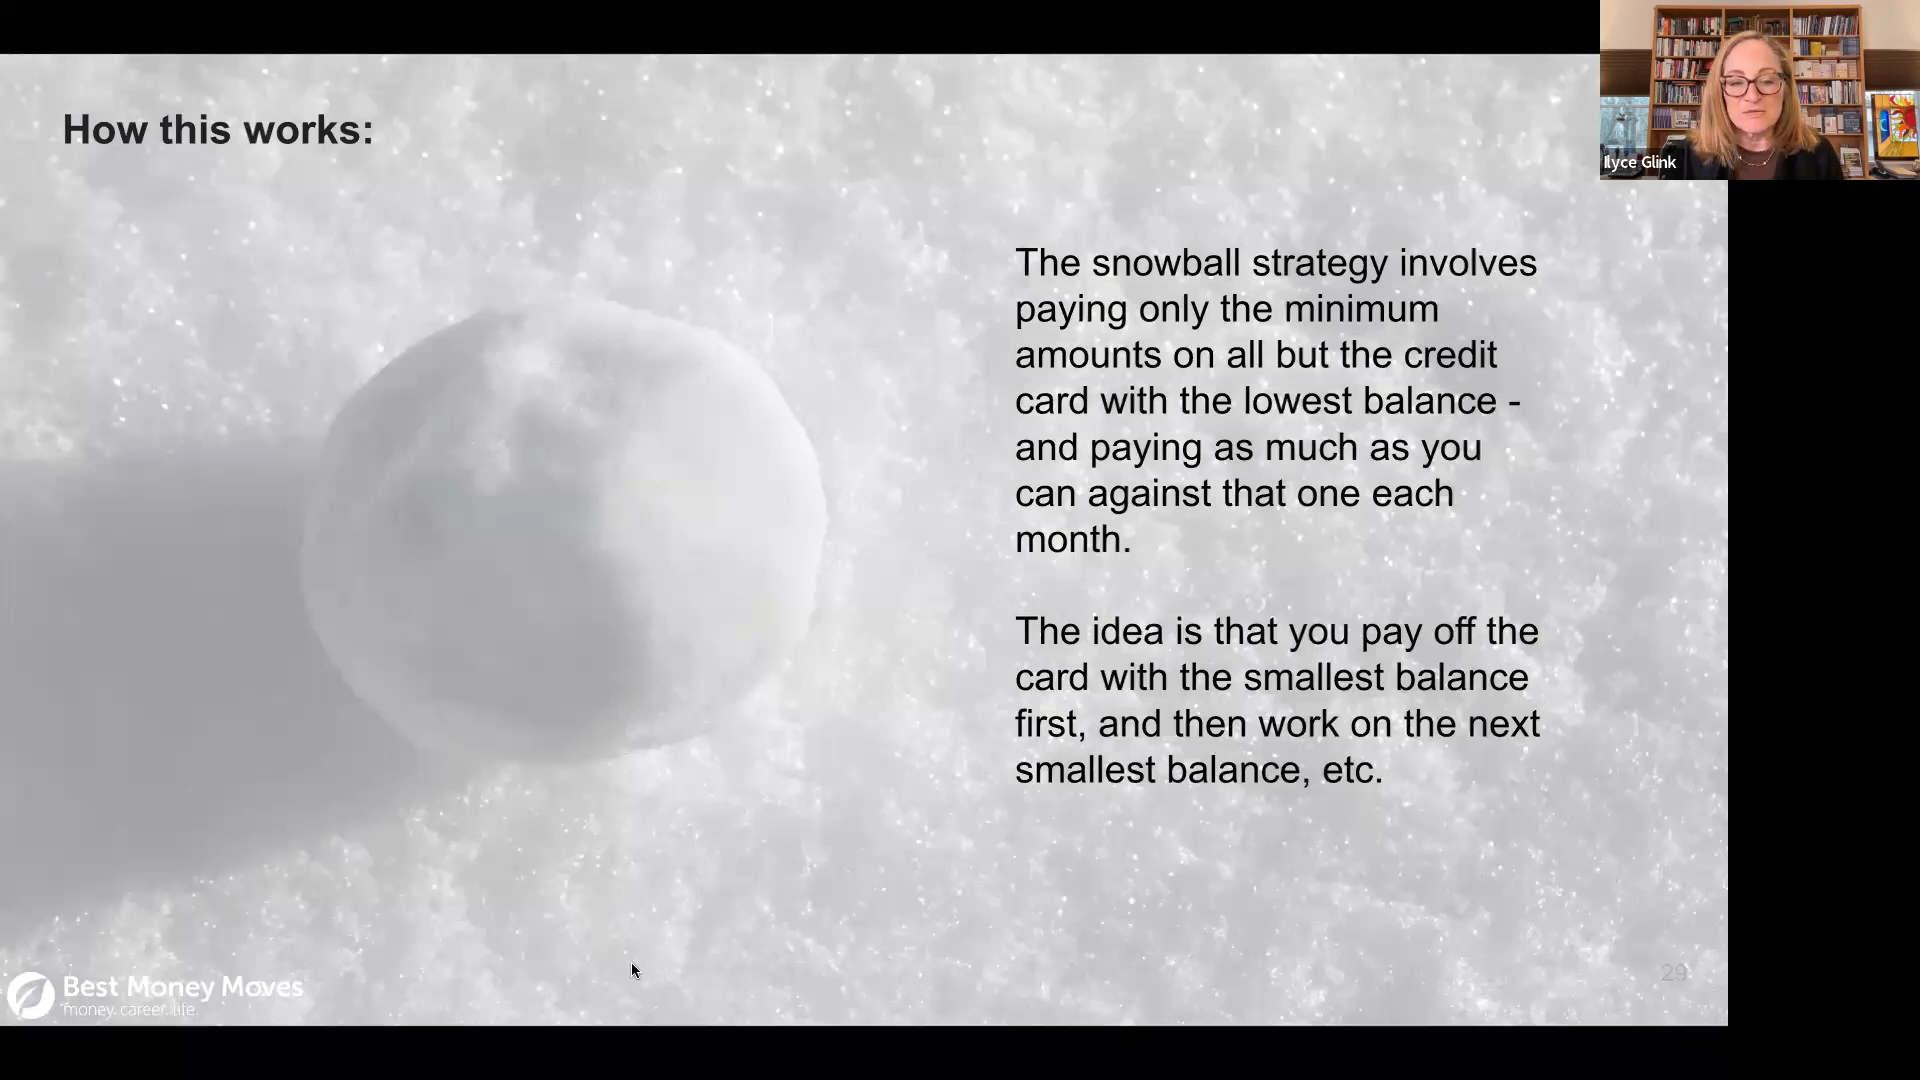 How this works:
Ilyce Glink
The snowball strategy involves
paying only the minimum
amounts on all but the credit
card with the lowest balance -
and paying as much as you
can against that one each
month.
The idea is that you pay off the
card with the smallest balance
first, and then work on the next
smallest balance, etc.
29
Best Money Moves
money. career. life.